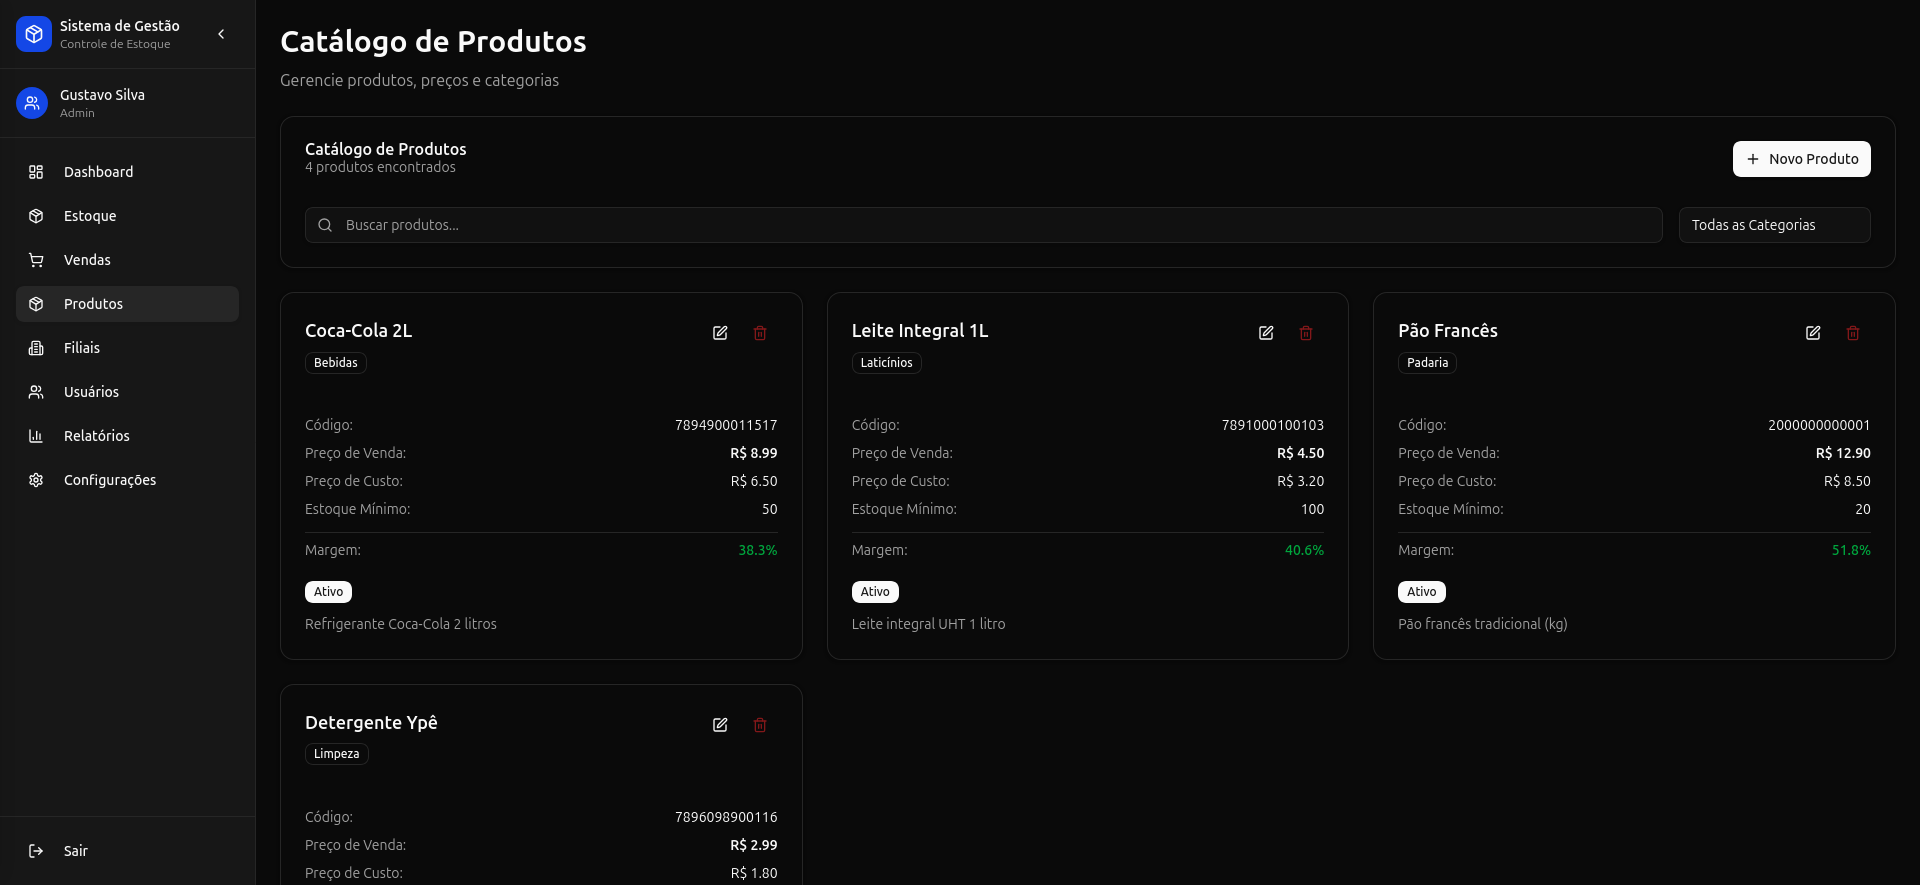 Sistema de Gestão
Controle de Estoque
Gustavo Silva
Admin
Dashboard
Estoque
Vendas
Produtos
Filiais
Usuários
Relatórios
Configurações
Sair
Catálogo de Produtos
Gerencie produtos, preços e categorias
Catálogo de Produtos
4 produtos encontrados
Novo Produto
Buscar produtos...
Todas as Categorias
Coca-Cola 2L
Bebidas
Código: 7894900011517
Preço de Venda: R$ 8.99
Preço de Custo: R$ 6.50
Estoque Mínimo: 50
Margem: 38.3%
Ativo
Refrigerante Coca-Cola 2 litros
Leite Integral 1L
Laticínios
Código: 7891000100103
Preço de Venda: R$ 4.50
Preço de Custo: R$ 3.20
Estoque Mínimo: 100
Margem: 40.6%
Ativo
Leite integral UHT 1 litro
Pão Francês
Padaria
Código: 2000000000001
Preço de Venda: R$ 12.90
Preço de Custo: R$ 8.50
Estoque Mínimo: 20
Margem: 51.8%
Ativo
Pão francês tradicional (kg)
Detergente Ypê
Limpeza
Código: 7896098900116
Preço de Venda: R$ 2.99
Preço de Custo: R$ 1.80